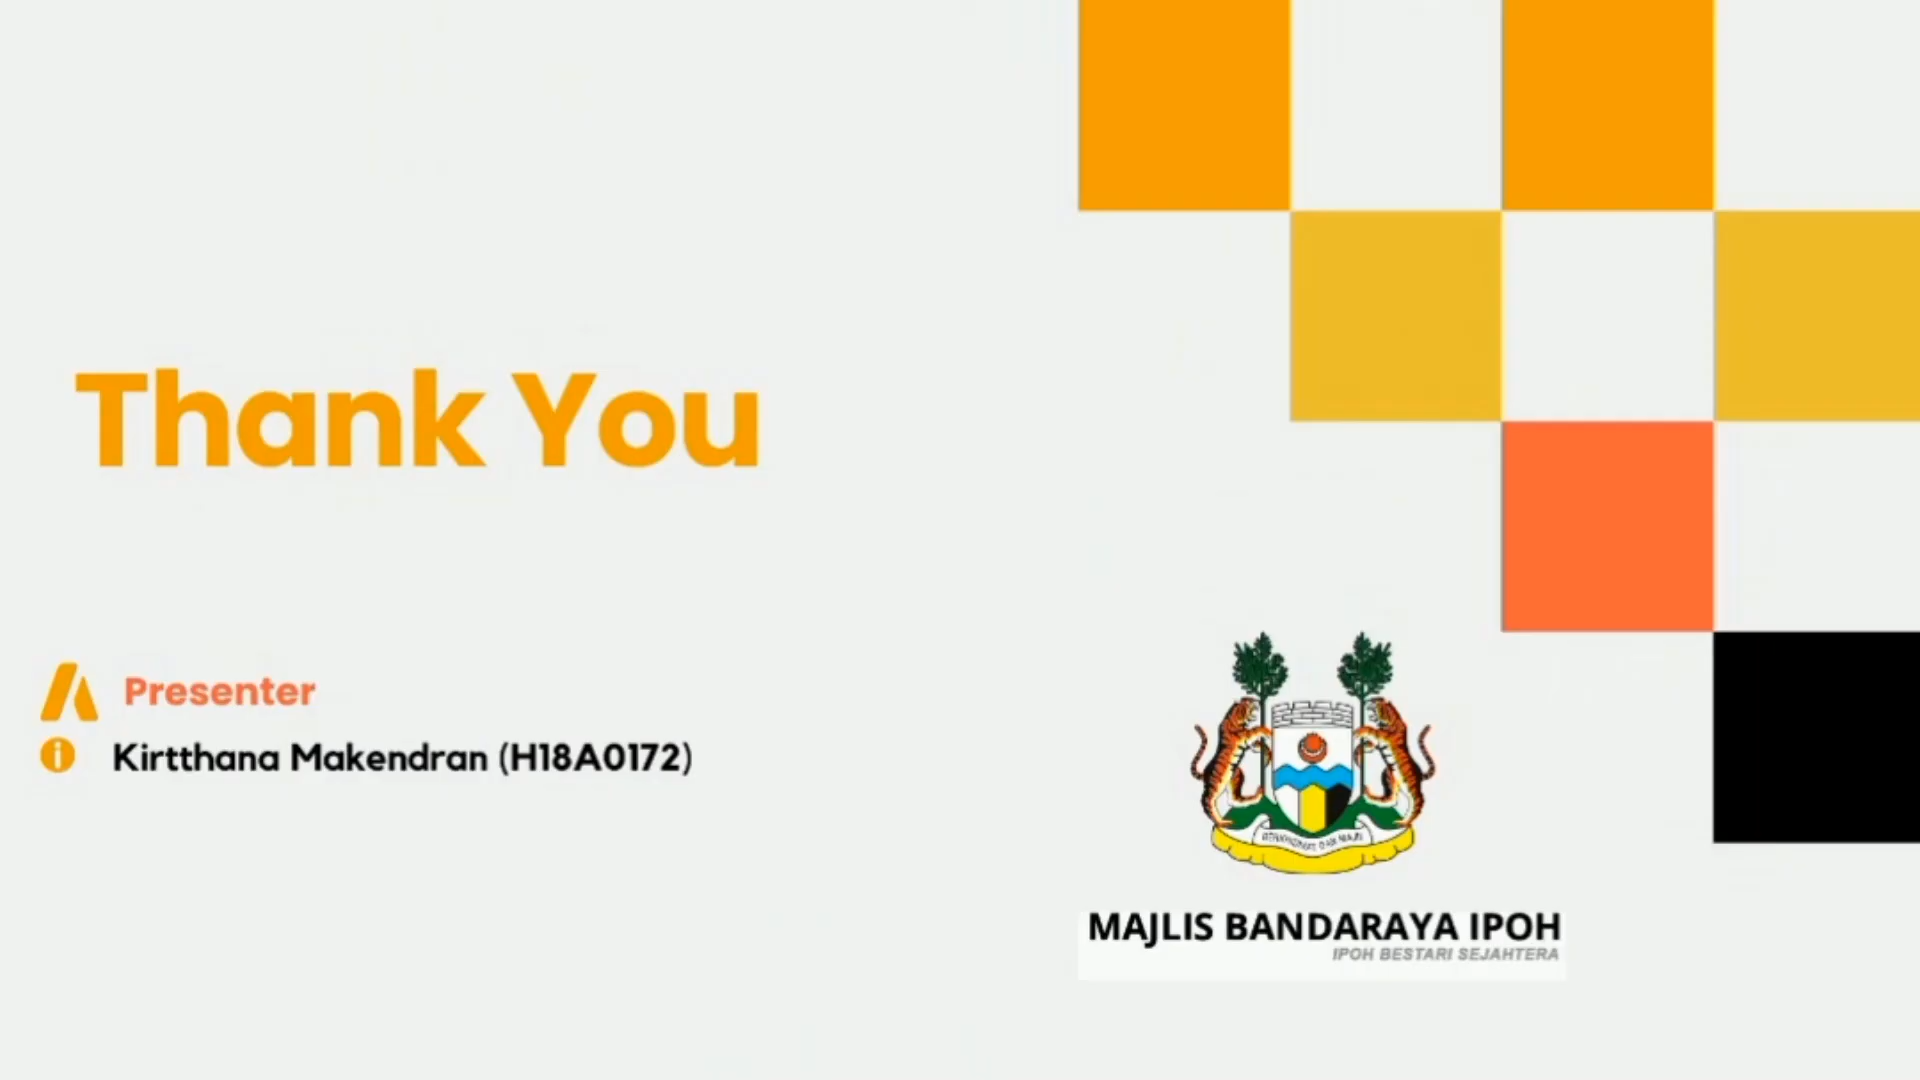 Thank You
Presenter
Kirtthana Makendran (H18A0172)
MAJLIS BANDARAYA IPOH
IPOH BESTARI SEJAHTERA